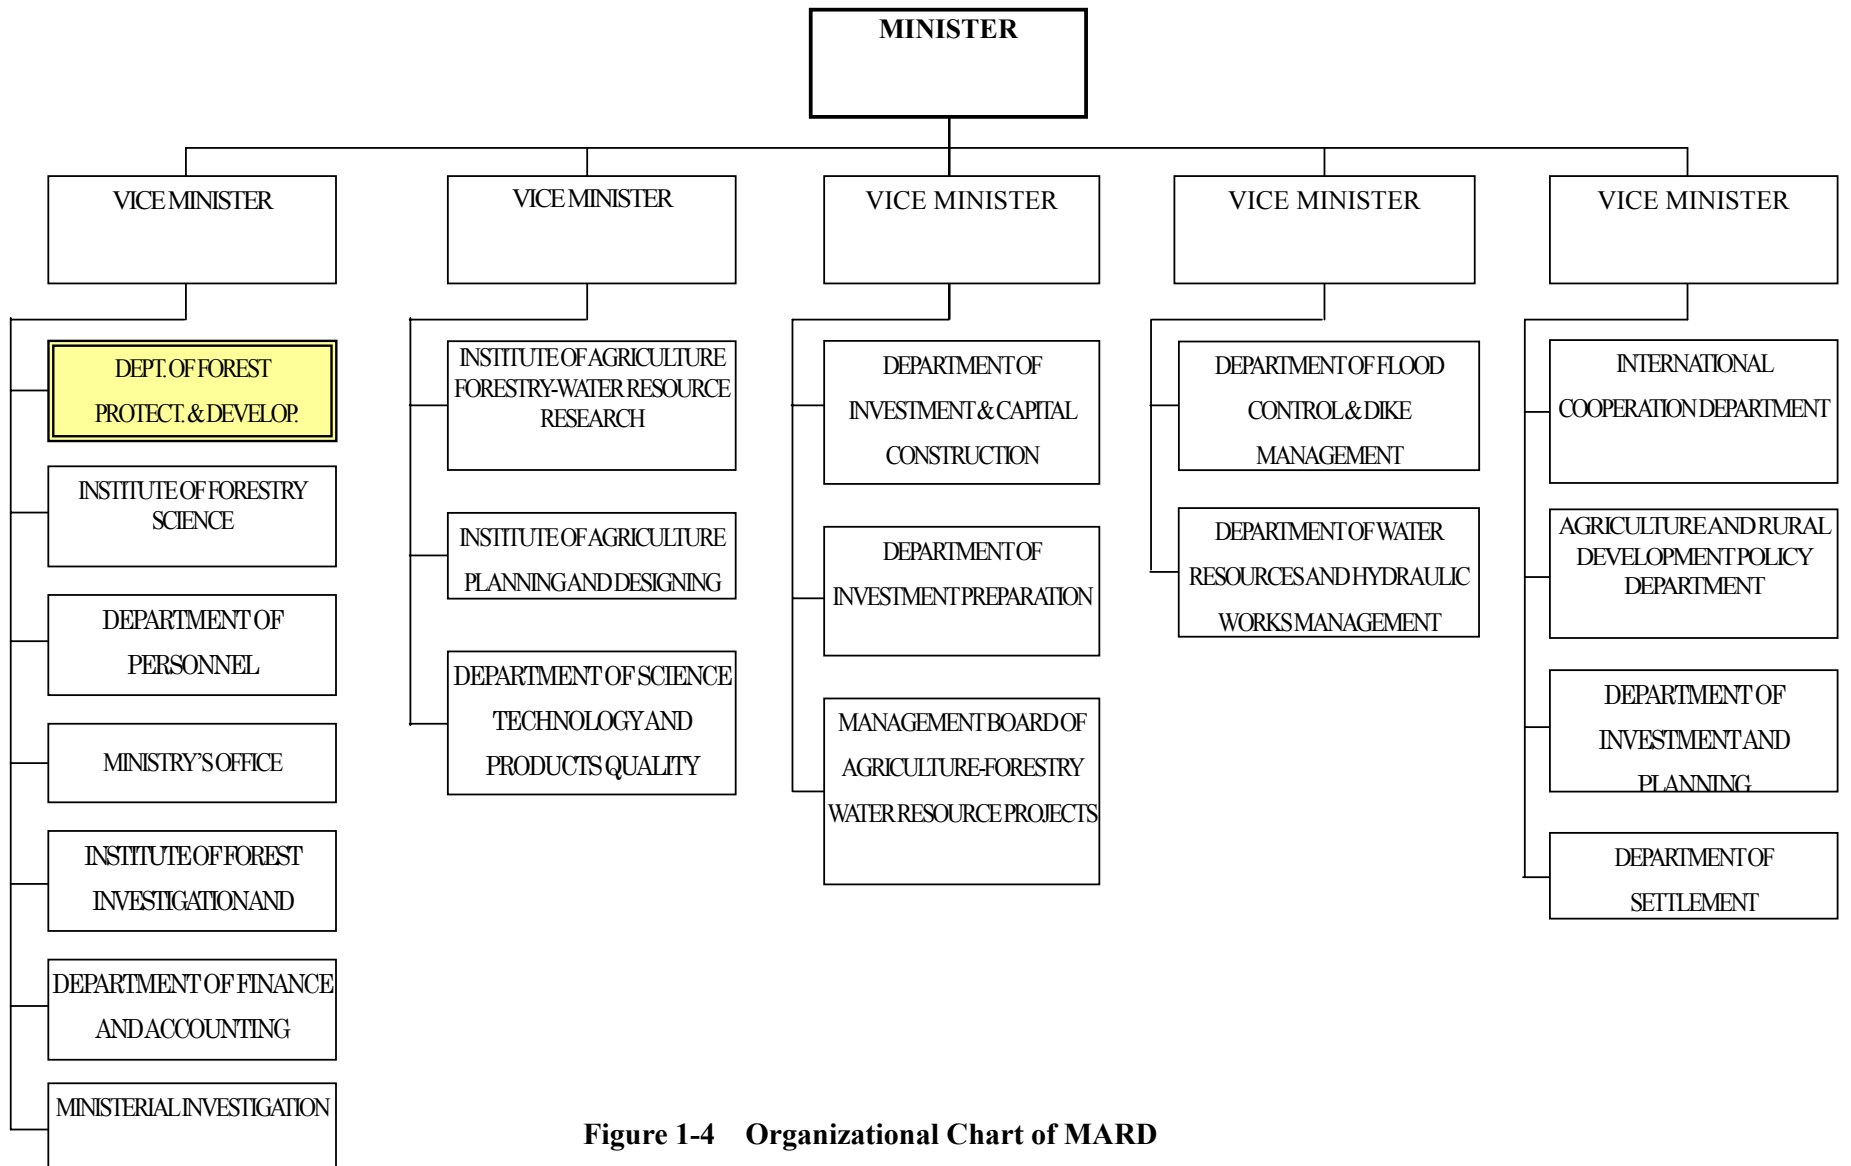 MINISTER
VICE MINISTER
VICE MINISTER
VICE MINISTER
VICE MINISTER
VICE MINISTER
DEPT. OF FOREST
PROTECT. & DEVELOP.
INSTITUTE OF FORESTRY
SCIENCE
DEPARTMENT OF
PERSONNEL
MINISTRY’S OFFICE
INSTITUTE OF FOREST
INVESTIGATION AND
DEPARTMENT OF FINANCE
AND ACCOUNTING
MINISTERIAL INVESTIGATION
INSTITUTE OF AGRICULTURE
FORESTRY-WATER RESOURCE
RESEARCH
INSTITUTE OF AGRICULTURE
PLANNING AND DESIGNING
DEPARTMENT OF SCIENCE
TECHNOLOGY AND
PRODUCTS QUALITY
DEPARTMENT OF
INVESTMENT & CAPITAL
CONSTRUCTION
DEPARTMENT OF
INVESTMENT PREPARATION
MANAGEMENT BOARD OF
AGRICULTURE-FORESTRY
WATER RESOURCE PROJECTS
DEPARTMENT OF FLOOD
CONTROL & DIKE
MANAGEMENT
DEPARTMENT OF WATER
RESOURCES AND HYDRAULIC
WORKS MANAGEMENT
INTERNATIONAL
COOPERATION DEPARTMENT
AGRICULTURE AND RURAL
DEVELOPMENT POLICY
DEPARTMENT
DEPARTMENT OF
INVESTMENT AND
PLANNING
DEPARTMENT OF
SETTLEMENT
Figure 1-4 Organizational Chart of MARD